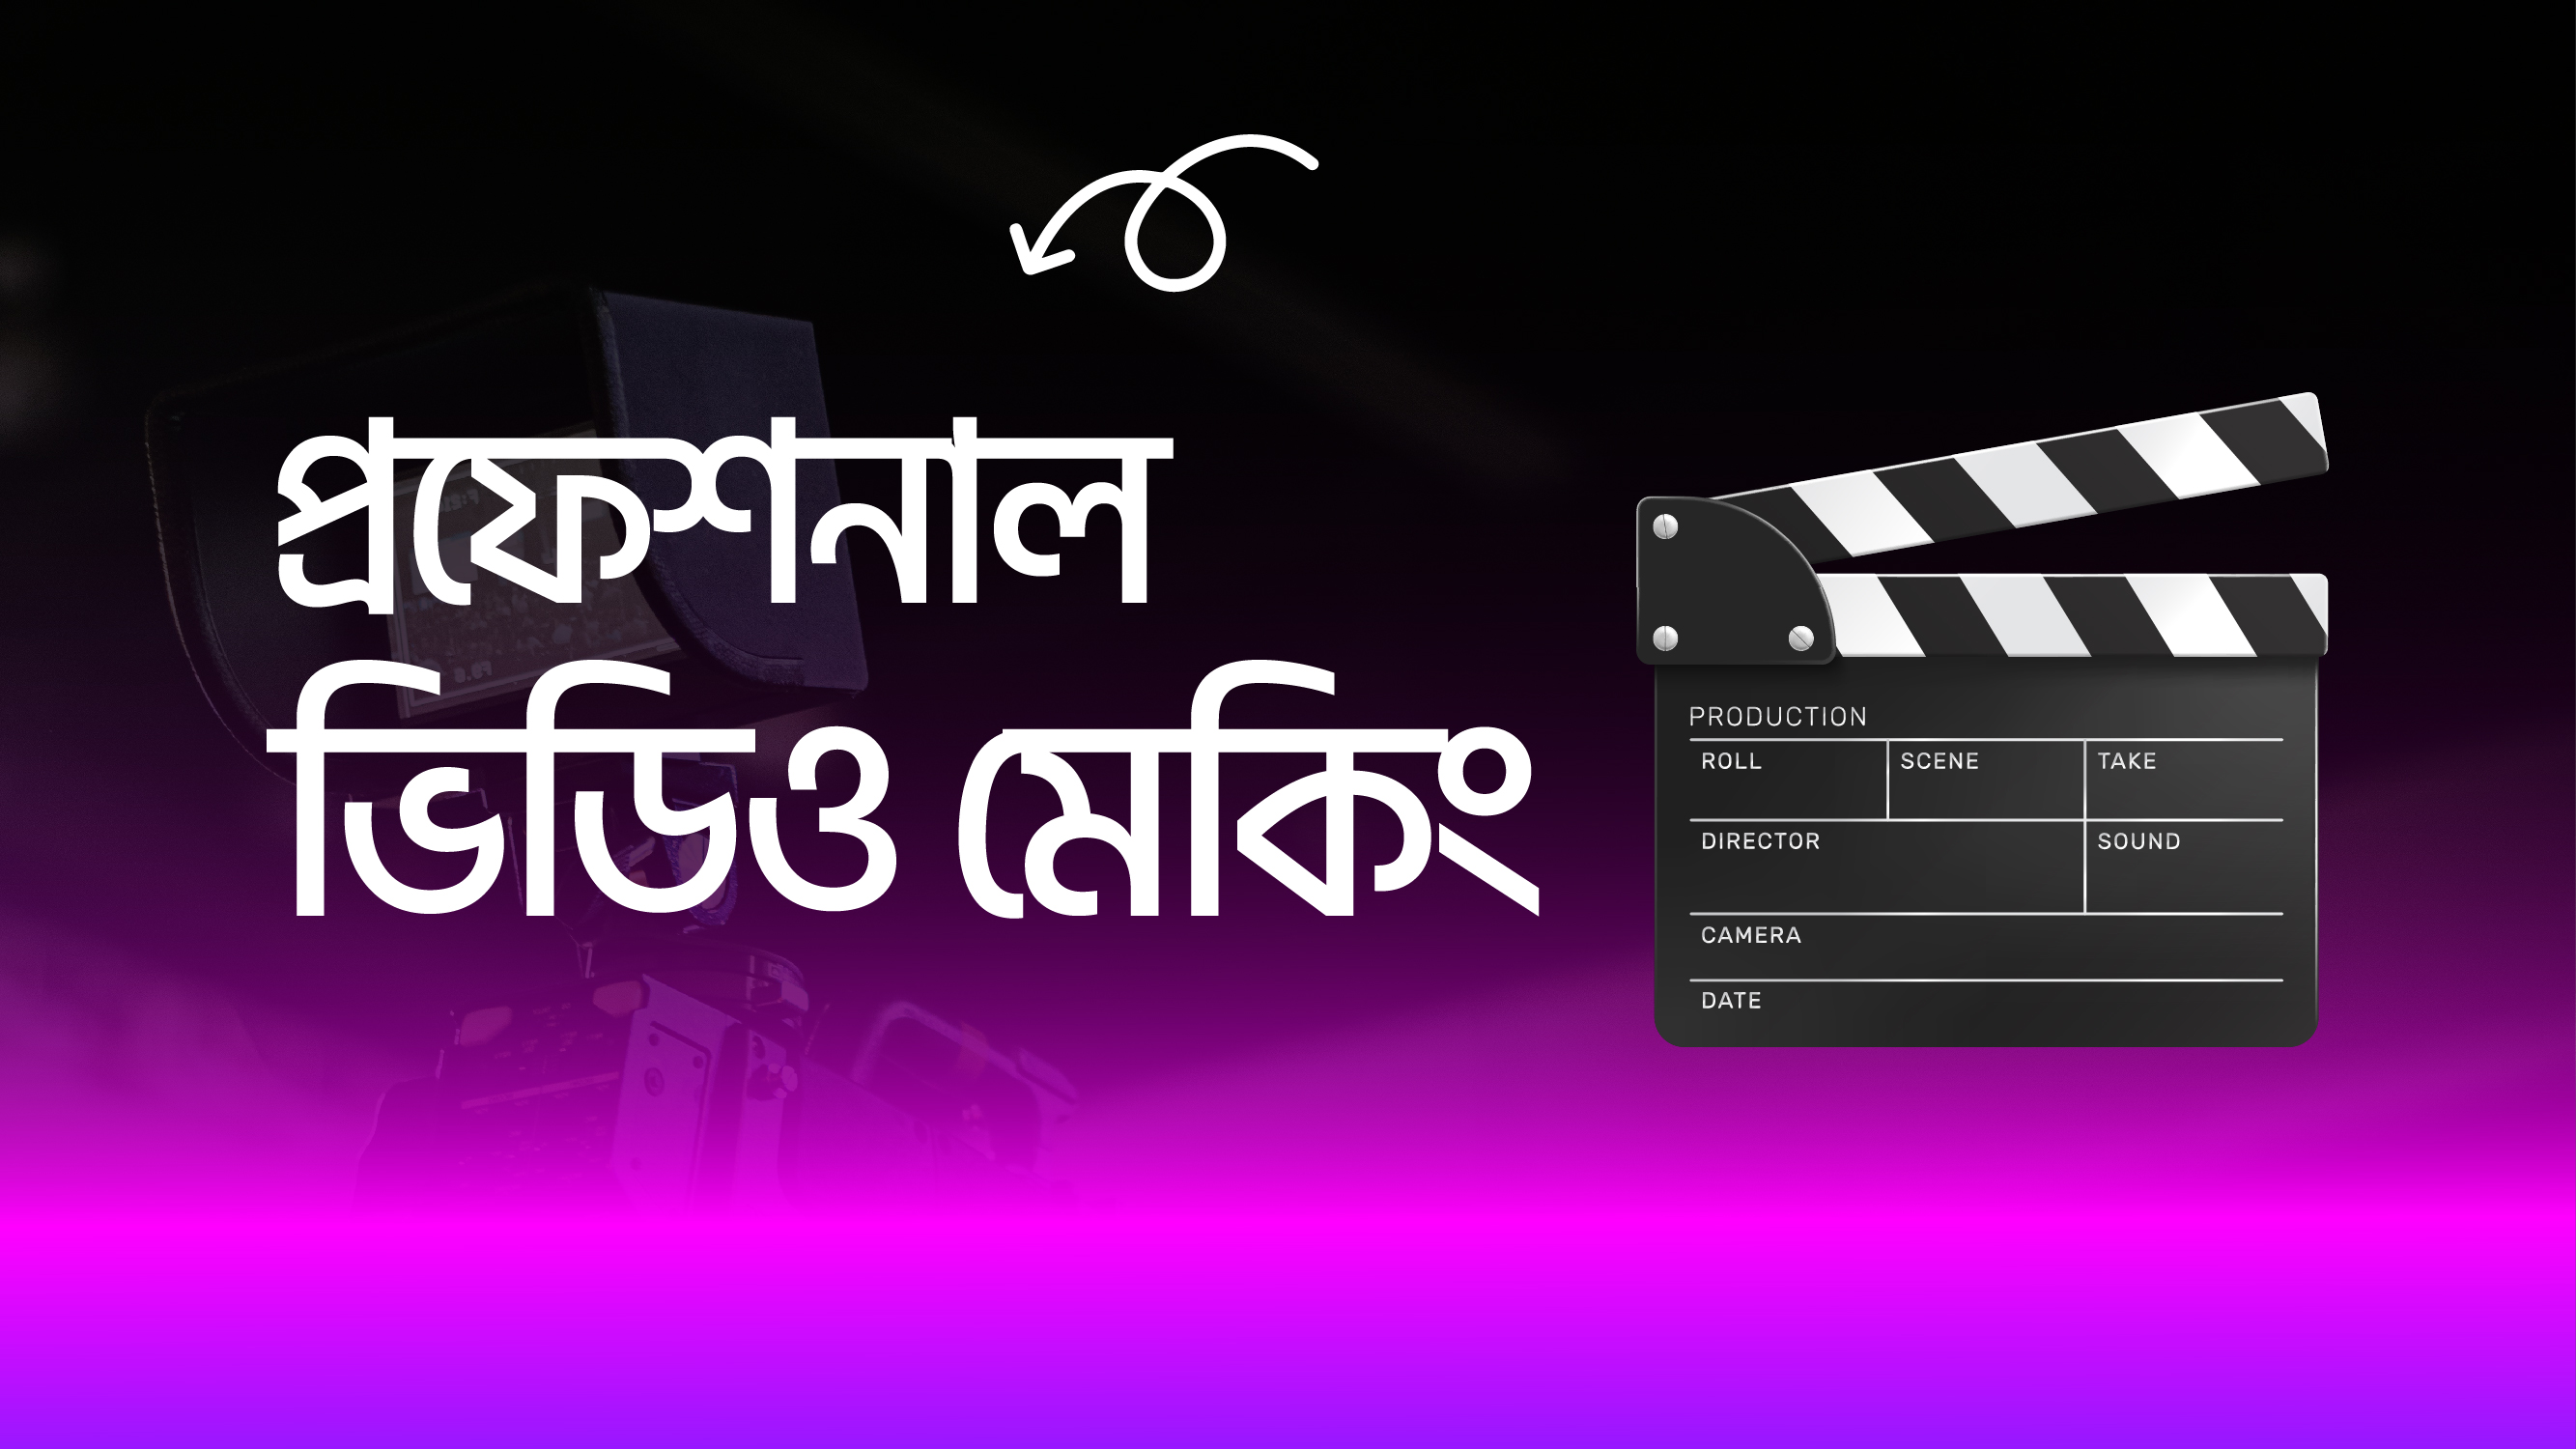 প্রফেশনাল
ভিডিও মেকিং
PRODUCTION
ROLL SCENE TAKE
DIRECTOR SOUND
CAMERA
DATE